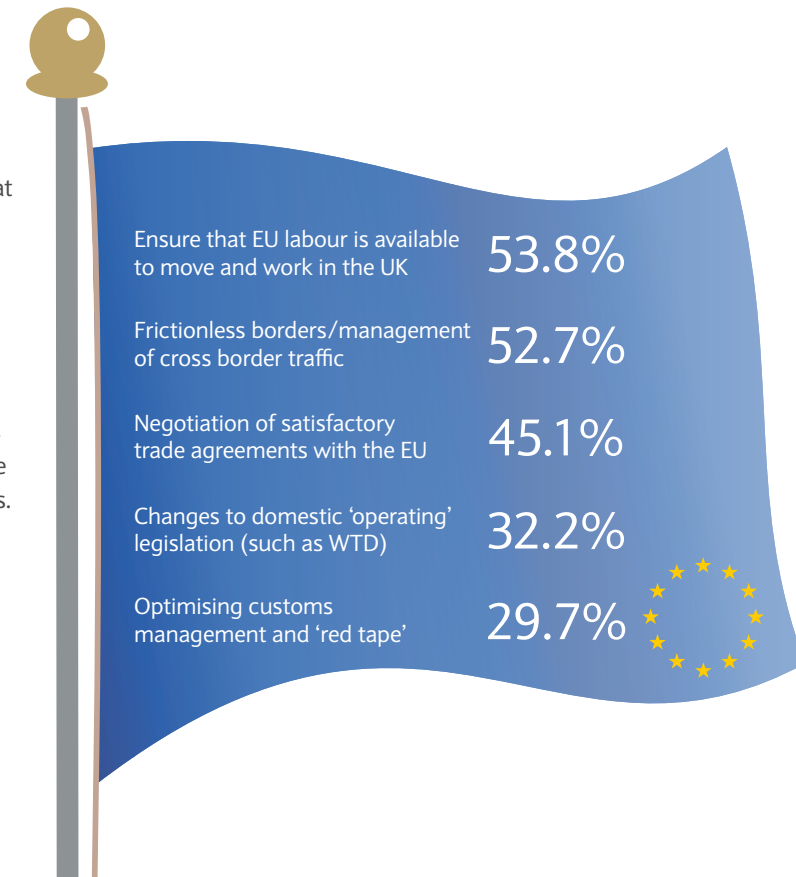 at
e
s.
Ensure that EU labour is available
to move and work in the UK
53.8%
Frictionless borders/management
of cross border traffic
52.7%
Negotiation of satisfactory
trade agreements with the EU
45.1%
Changes to domestic ‘operating’
legislation (such as WTD)
32.2%
Optimising customs
management and ‘red tape’
29.7%